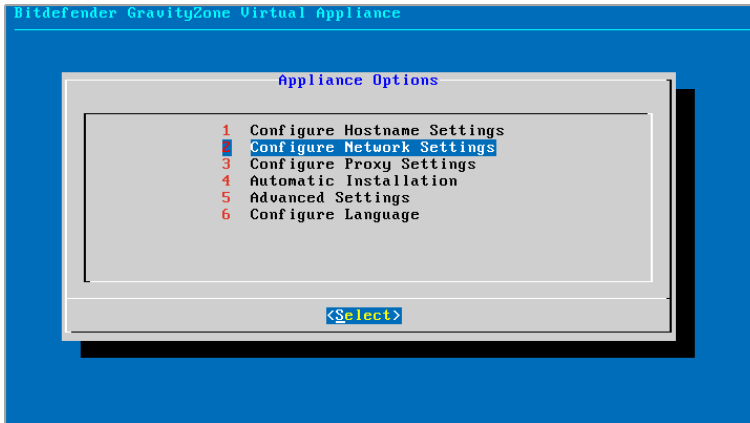 Bitdefender GravityZone Virtual Appliance
Appliance Options
1 Configure Hostname Settings
2 Configure Network Settings
3 Configure Proxy Settings
4 Automatic Installation
5 Advanced Settings
6 Configure Language
<Select>